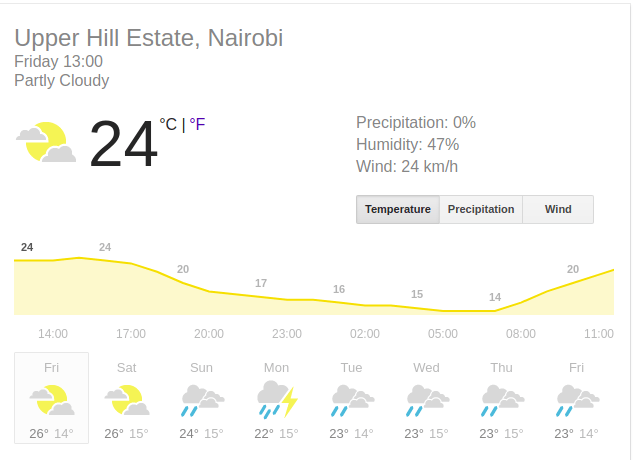 Upper Hill Estate, Nairobi
Friday 13:00
Partly Cloudy
24 °C | °F
Precipitation: 0%
Humidity: 47%
Wind: 24 km/h
Temperature Precipitation Wind
24 24 20 17 16 15 14 20
14:00 17:00 20:00 23:00 02:00 05:00 08:00 11:00
Fri Sat Sun Mon Tue Wed Thu Fri
26° 14° 26° 15° 24° 15° 22° 15° 23° 14° 23° 15° 23° 15° 23° 14°